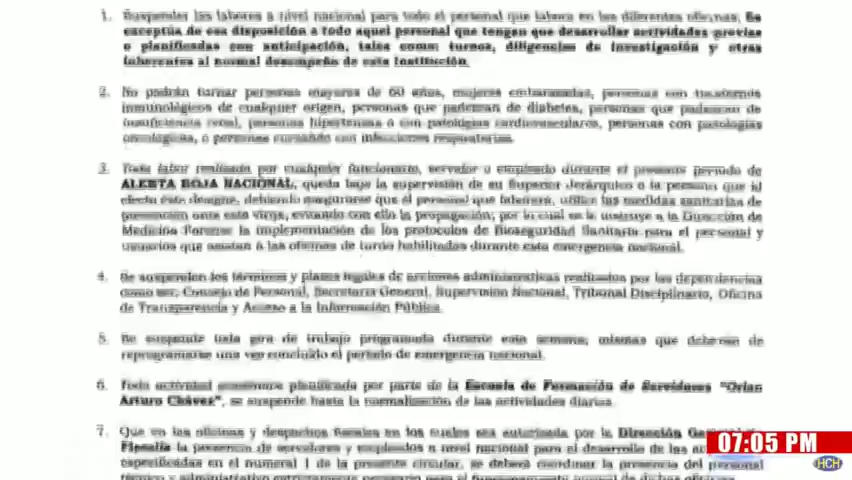 1. Suspender las labores a nivel nacional para todo el personal que labora en las diferentes oficinas. Se
exceptúa de esa disposición a todo aquel personal que tengan que desarrollar actividades previas
o planificadas con anticipación, tales como: turnos, diligencias de investigación y otras
inherentes al normal desempeño de esta institución.
2. No podrán turnar personas mayores de 60 años, mujeres embarazadas, personas con trastornos
inmunológicos de cualquier origen, personas que padezcan de diabetes, personas que padezcan de
insuficiencia renal, personas hipertensas o con patologías cardiovasculares, personas con patologías
oncológicas, o personas cursando con infecciones respiratorias.
3. Toda labor realizada por cualquier funcionario, servidor o empleado durante el presente periodo de
ALERTA ROJA NACIONAL, queda bajo la supervisión de su Superior Jerárquico o la persona que al
efecto éste designe, debiendo asegurarse que el personal que laborará, utilice las medidas sanitarias de
prevención ante este virus, evitando con ello la propagación; por lo cual se le instruye a la Dirección de
Medicina Forense la implementación de los protocolos de Bioseguridad Sanitaria para el personal y
usuarios que asistan a las oficinas de turno habilitadas durante esta emergencia nacional.
4. Se suspenden los términos y plazos legales de acciones administrativas realizados por las dependencias
como ser, Consejo de Personal, Secretaría General, Supervisión Nacional, Tribunal Disciplinario, Oficina
de Transparencia y Acceso a la Información Pública.
5. Se suspende toda gira de trabajo programada durante esta semana, mismas que deberán de
reprogramarse una vez concluido el periodo de emergencia nacional.
6. Toda actividad académica planificada por parte de la Escuela de Formación de Servidores "Orlan
Arturo Chávez", se suspende hasta la normalización de las actividades diarias.
7. Que en las oficinas y despachos fiscales en los cuales sea autorizada por la Dirección General de
Fiscalía la presencia de servidores y empleados a nivel nacional para el desarrollo de las
especificadas en el numeral 1 de la presente circular, se deberá coordinar la presencia del personal
técnico y administrativo estrictamente necesario para el funcionamiento
07:05 PM
HCH